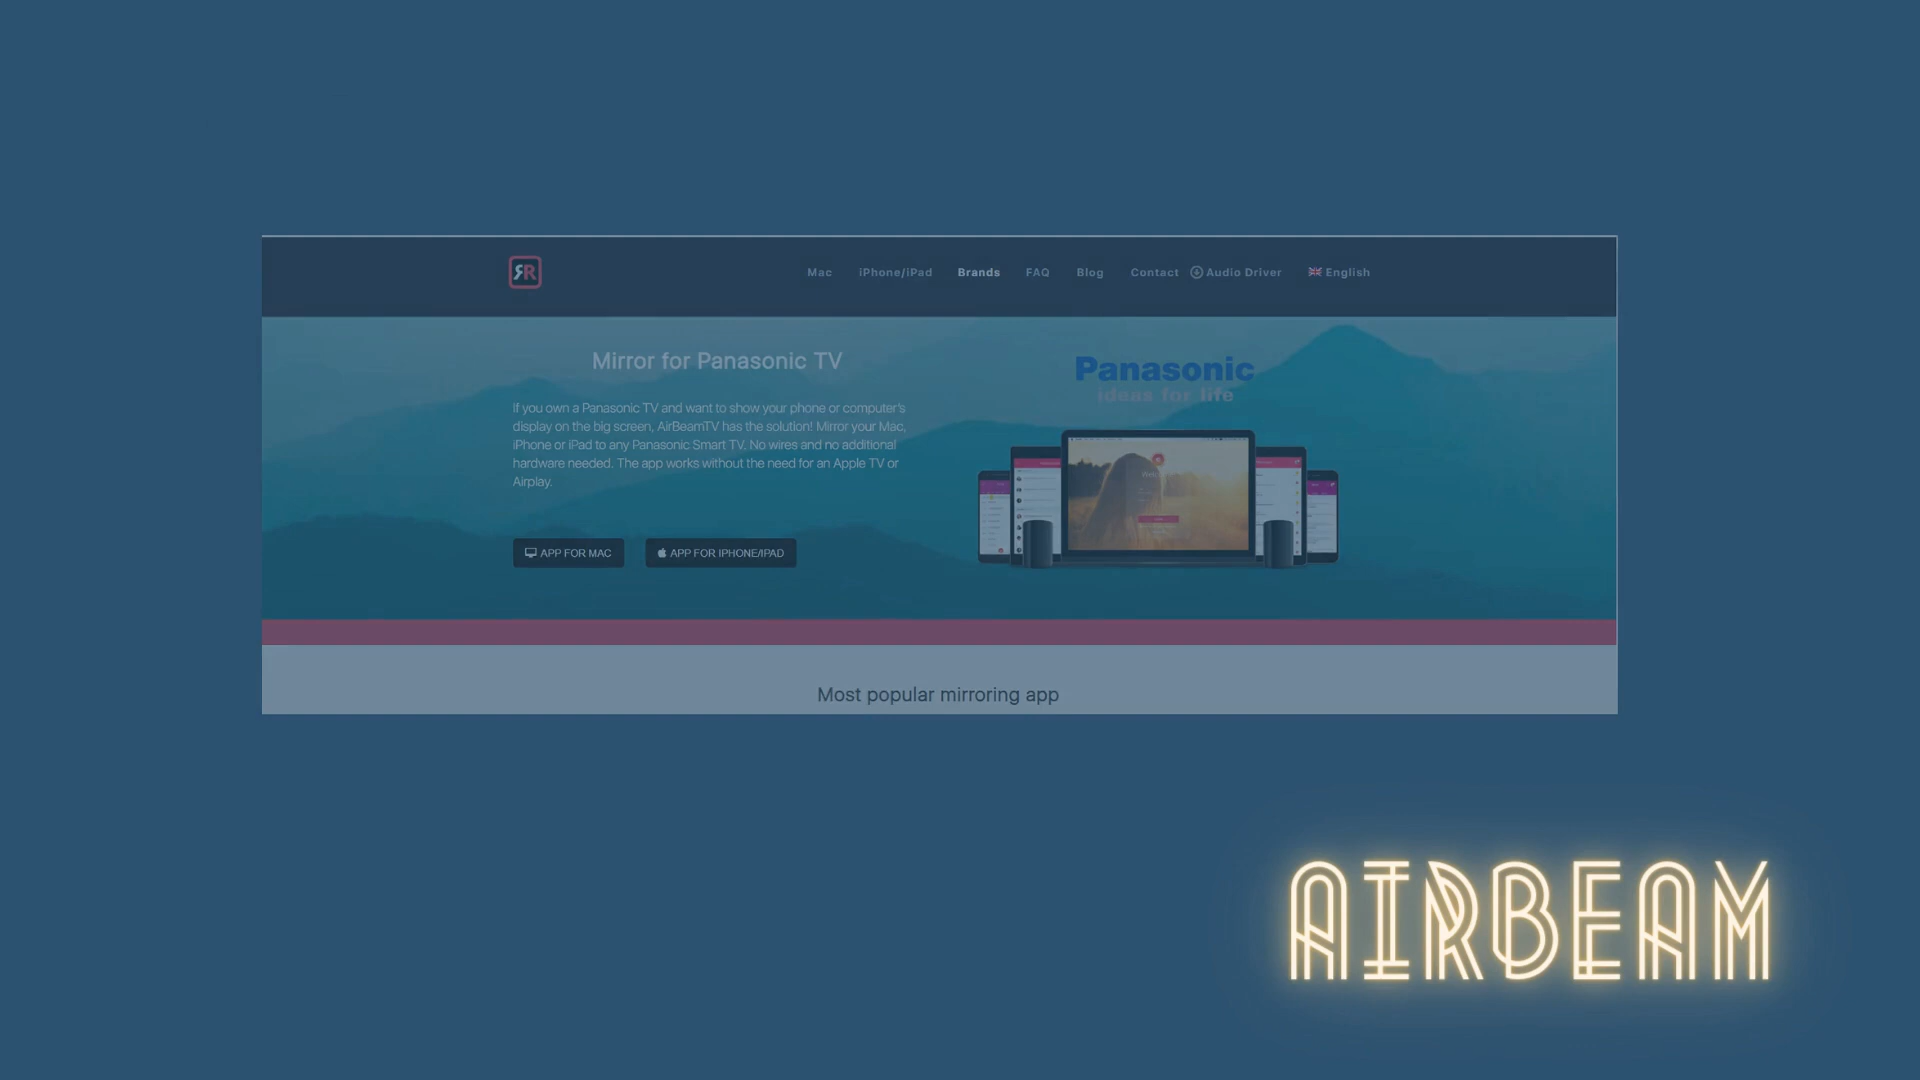 ЯR
Mac iPhone/iPad Brands FAQ Blog Contact Audio Driver English
Mirror for Panasonic TV
If you own a Panasonic TV and want to show your phone or computer's
display on the big screen, AirBeamTV has the solution! Mirror your Mac,
iPhone or iPad to any Panasonic Smart TV. No wires and no additional
hardware needed. The app works without the need for an Apple TV or
Airplay.
APP FOR MAC APP FOR IPHONE/IPAD
Panasonic
ideas for life
Most popular mirroring app
AIRBEAM